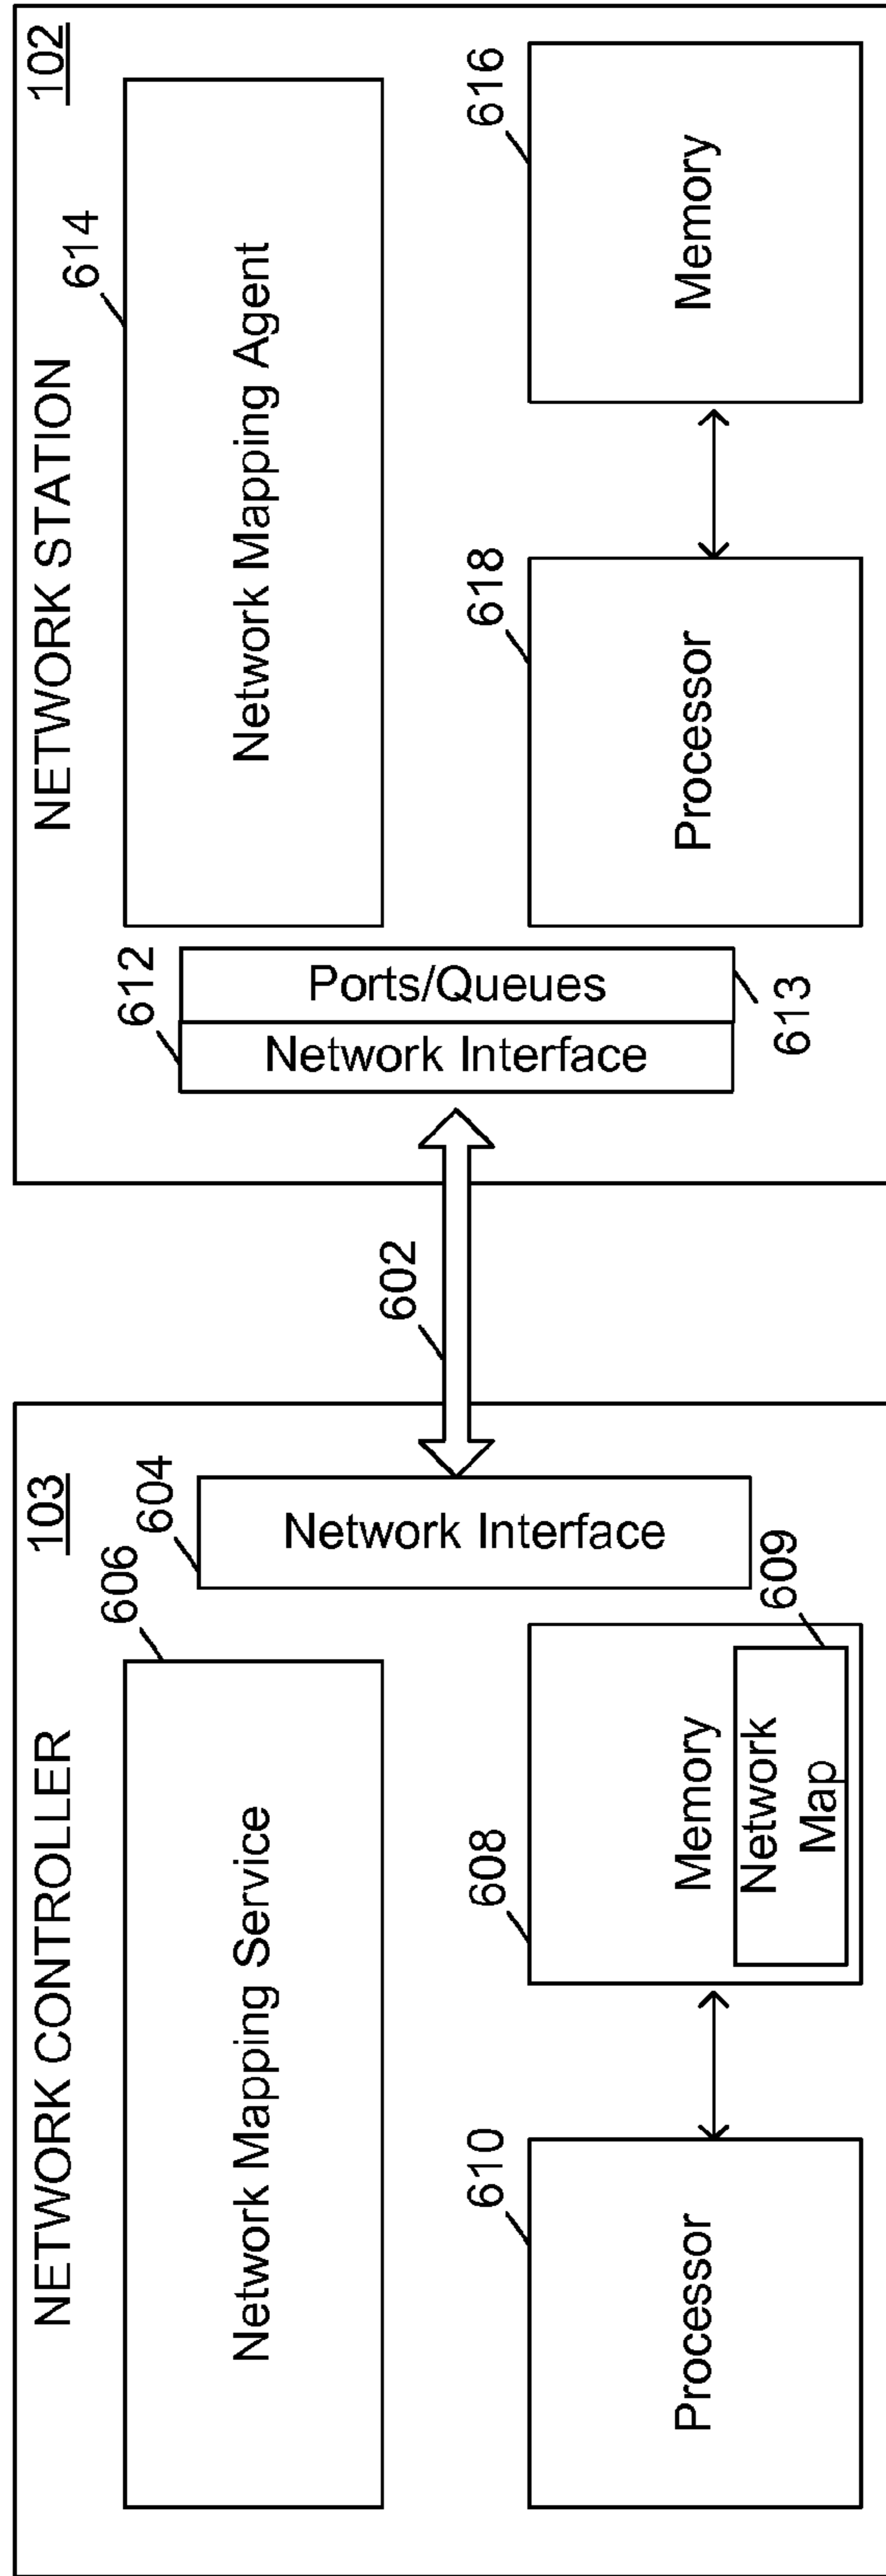 NETWORK CONTROLLER
103
606
Network Mapping Service
604
Network Interface
610
Processor
608
Memory
Network
Map
609
602
NETWORK STATION
102
612
Network Interface
Ports/Queues
613
614
Network Mapping Agent
618
Processor
616
Memory